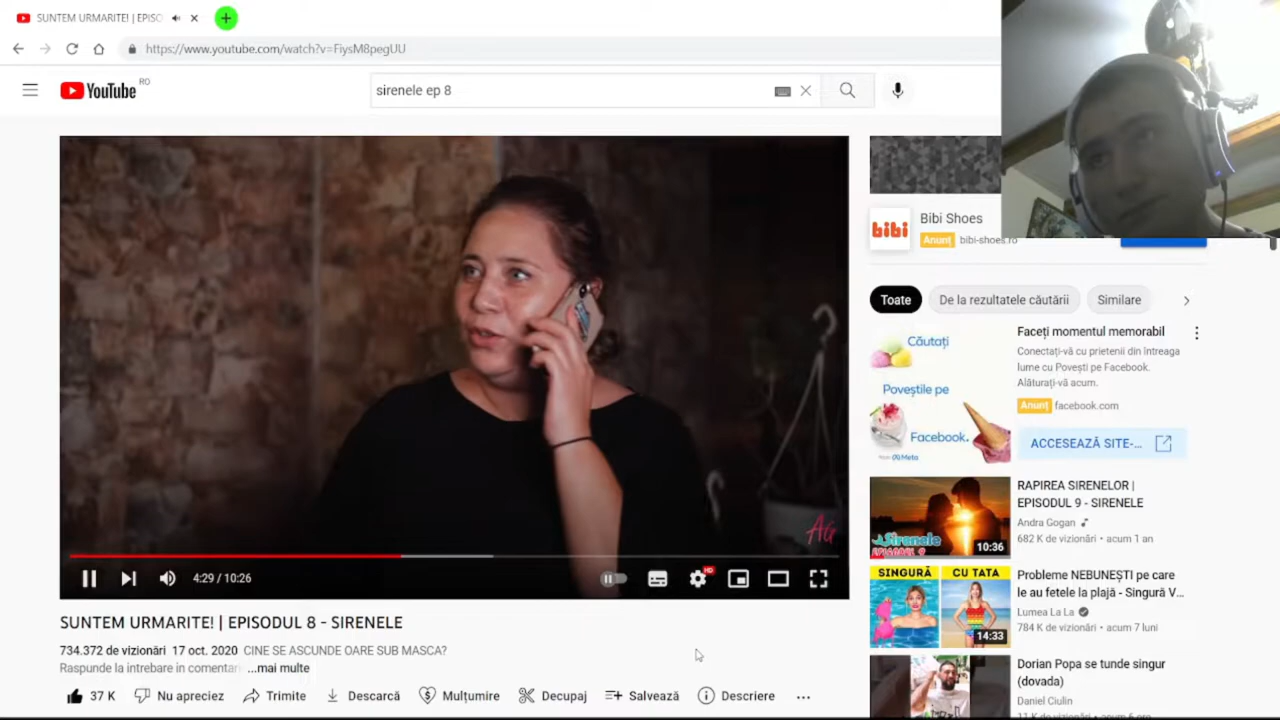 SUNTEM URMARITE! | EPISO
https://www.youtube.com/watch?v=FiysM8pegUU
YouTube RO
sirenele ep 8
AG
4:29 / 10:26
HD
SUNTEM URMARITE! | EPISODUL 8 - SIRENELE
734.372 de vizionări 17 oct. 2020 CINE SE ASCUNDE OARE SUB MASCA?
Raspunde la intrebare in comentar ...mai multe
37 K Nu apreciez Trimite Descarcă Mulțumire Decupaj Salvează Descriere
bibi
Bibi Shoes
Anunț bibi-shoes.ro
Toate De la rezultatele căutării Similare
Căutați
Poveștile pe
Facebook.
Meta
Faceți momentul memorabil
Conectați-vă cu prietenii din întreaga
lume cu Povești pe Facebook.
Alăturați-vă acum.
Anunț facebook.com
ACCESEAZĂ SITE-...
Sirenele
EPISODUL 9
10:36
RAPIREA SIRENELOR |
EPISODUL 9 - SIRENELE
Andra Gogan
682 K de vizionări • acum 1 an
SINGURĂ CU TATA
14:33
Probleme NEBUNEȘTI pe care
le au fetele la plajă - Singură V...
Lumea La La
784 K de vizionări • acum 7 luni
Dorian Popa se tunde singur
(dovada)
Daniel Ciulin